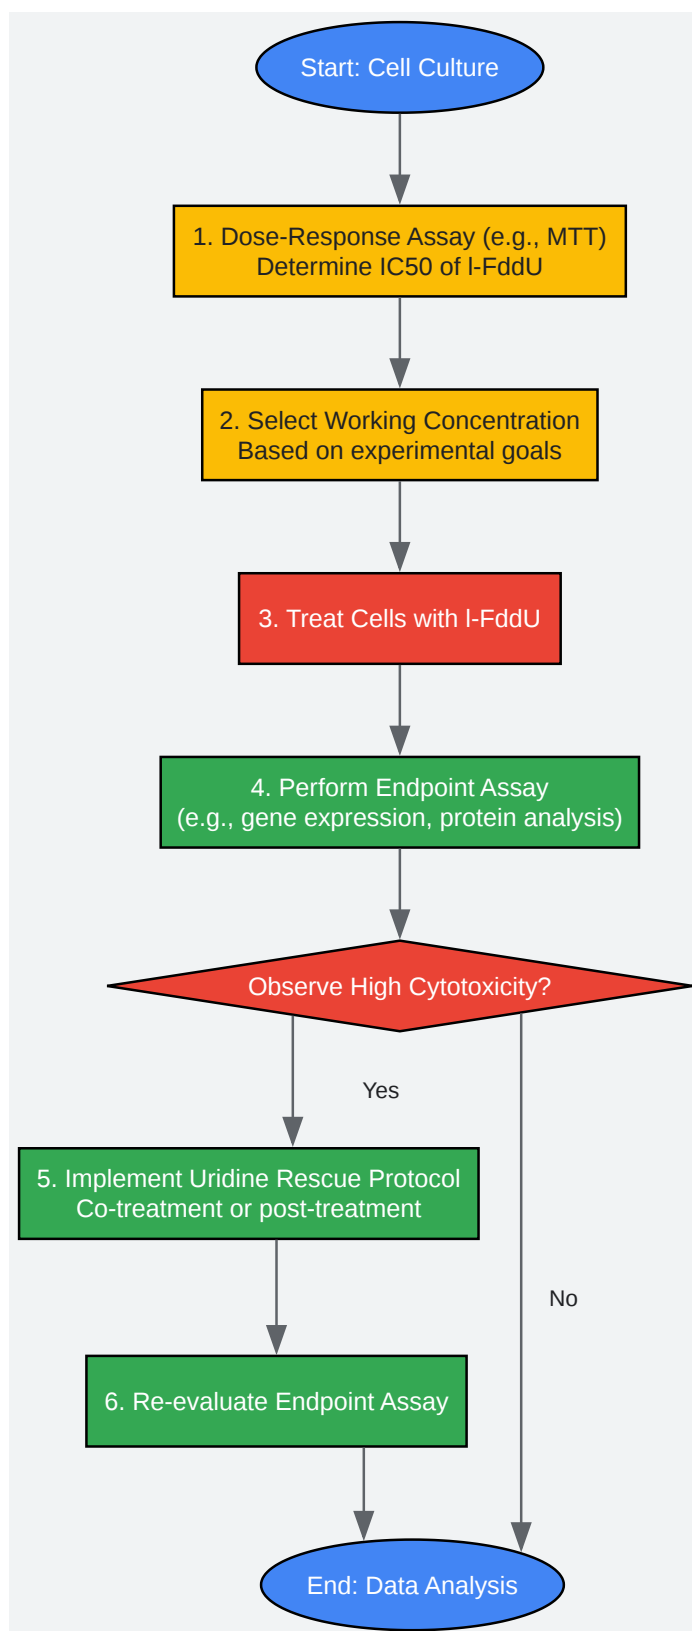 Start: Cell Culture
1. Dose-Response Assay (e.g., MTT)
Determine IC50 of l-FddU
2. Select Working Concentration
Based on experimental goals
3. Treat Cells with l-FddU
4. Perform Endpoint Assay
(e.g., gene expression, protein analysis)
Observe High Cytotoxicity?
Yes
5. Implement Uridine Rescue Protocol
Co-treatment or post-treatment
No
6. Re-evaluate Endpoint Assay
End: Data Analysis